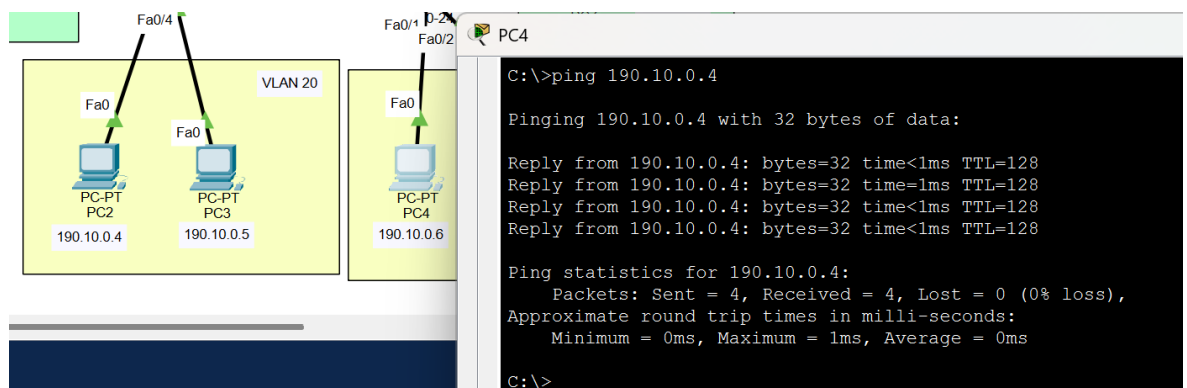 Fa0/4
Fa0/1
0-24
Fa0/2
VLAN 20
Fa0
Fa0
Fa0
PC-PT
PC2
PC-PT
PC3
PC-PT
PC4
190.10.0.4
190.10.0.5
190.10.0.6
PC4
C:\>ping 190.10.0.4
Pinging 190.10.0.4 with 32 bytes of data:
Reply from 190.10.0.4: bytes=32 time<1ms TTL=128
Reply from 190.10.0.4: bytes=32 time=1ms TTL=128
Reply from 190.10.0.4: bytes=32 time<1ms TTL=128
Reply from 190.10.0.4: bytes=32 time<1ms TTL=128
Ping statistics for 190.10.0.4:
Packets: Sent = 4, Received = 4, Lost = 0 (0% loss),
Approximate round trip times in milli-seconds:
Minimum = 0ms, Maximum = 1ms, Average = 0ms
C:\>